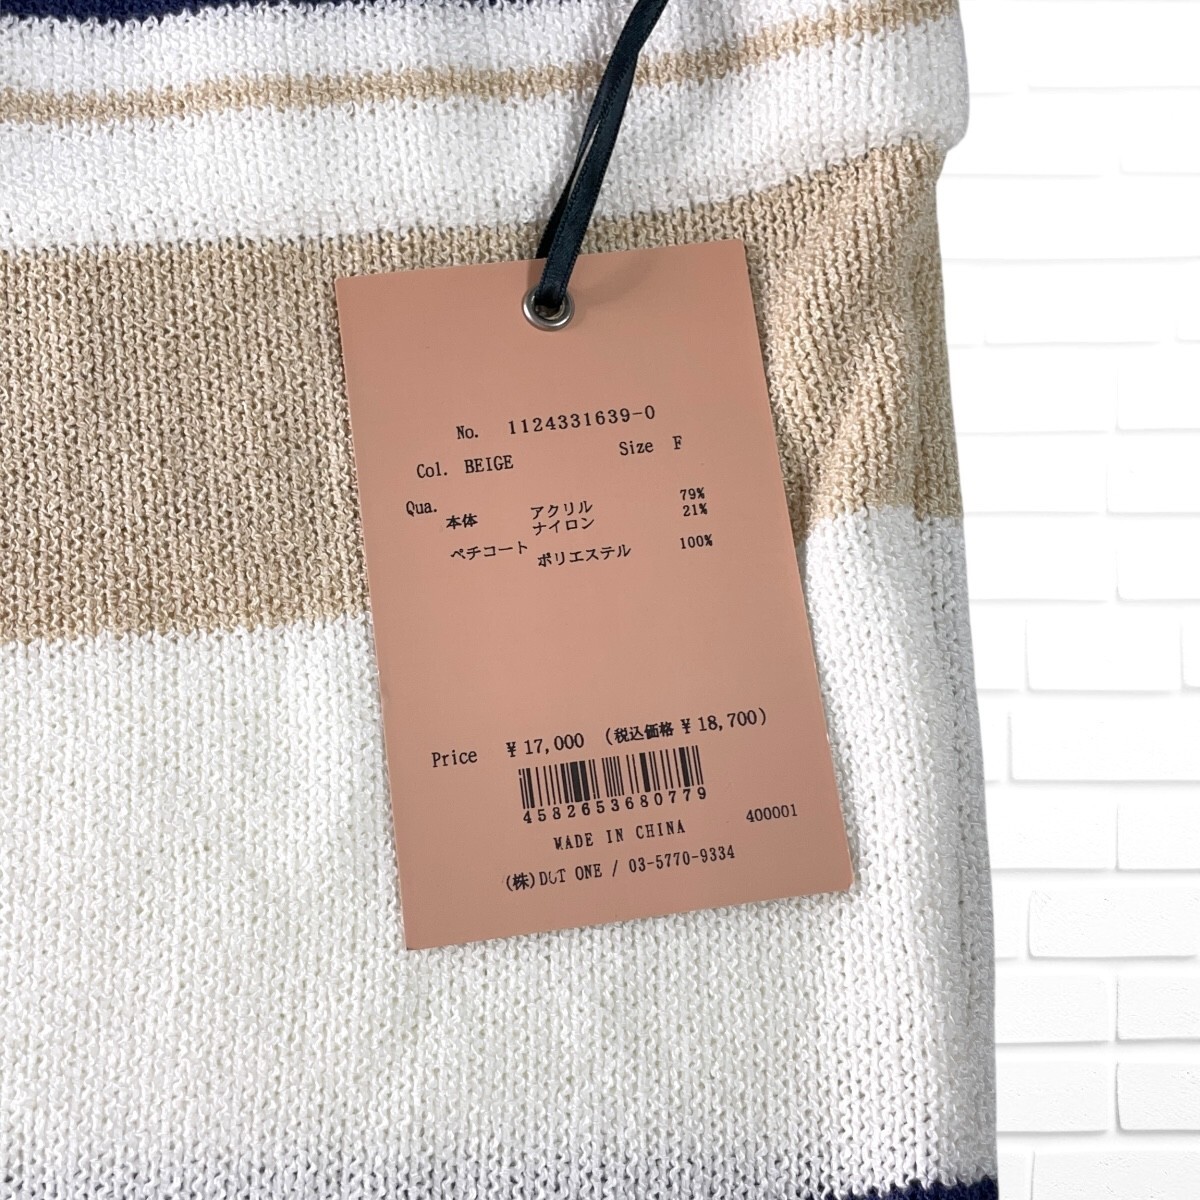 No. 1124331639-0
Col. BEIGE Size F
Qua. 本体 アクリル 79%
ナイロン 21%
ペチコート ポリエステル 100%
Price ¥17,000 (税込価格 ¥18,700)
4582653680779
MADE IN CHINA 400001
(株)DOT ONE / 03-5770-9334